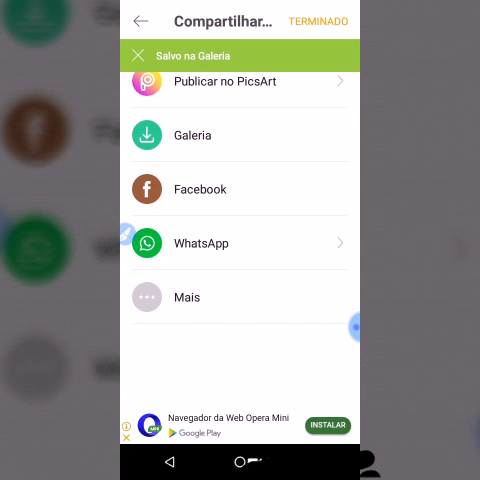 Compartilhar... TERMINADO
Salvo na Galeria
Publicar no PicsArt
Galeria
Facebook
WhatsApp
Mais
Navegador da Web Opera Mini
Google Play
INSTALAR